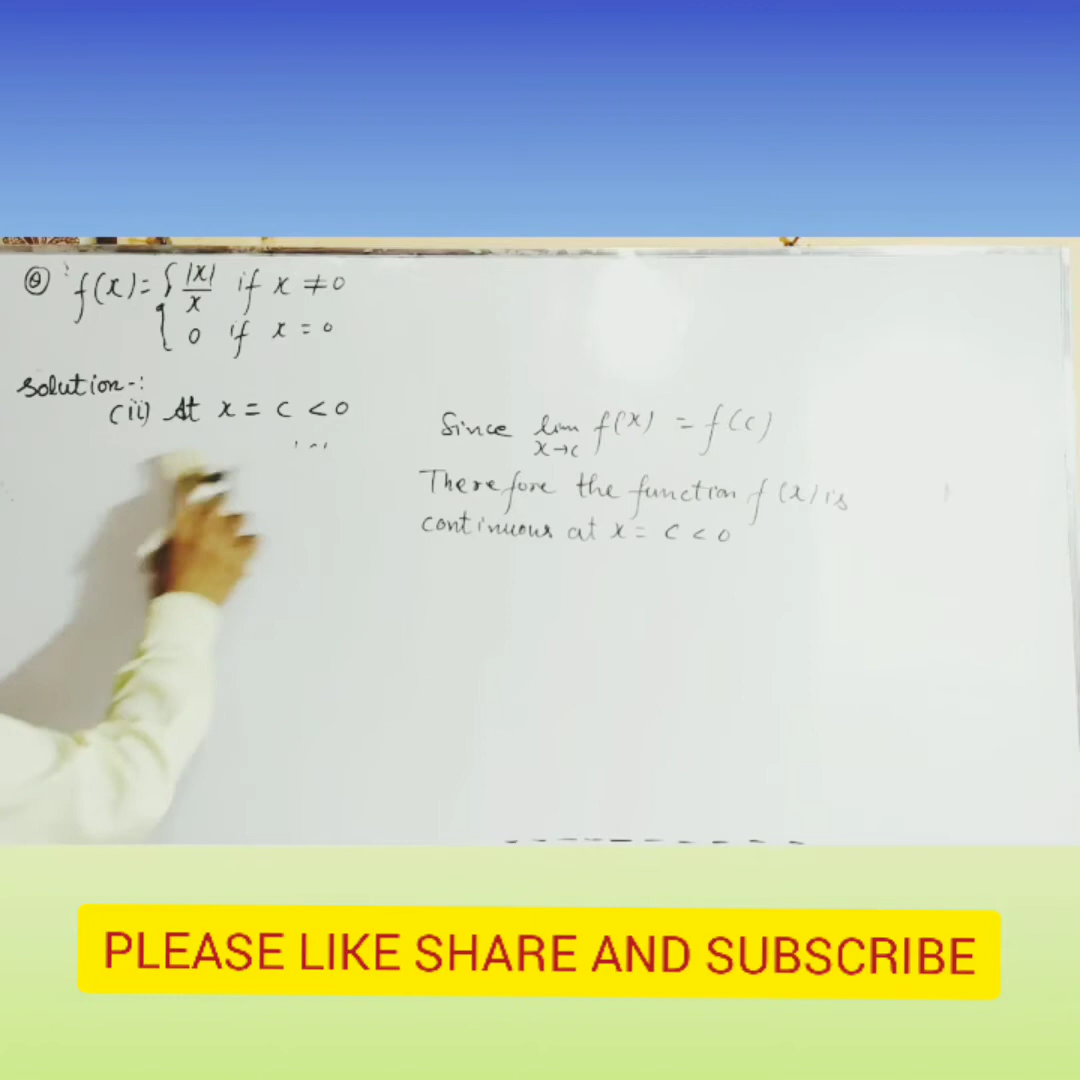 Q f(x) = { |x|/x if x ≠ 0
0 if x = 0
Solution-:
(ii) At x = c < 0
Since lim x→c f(x) = f(c)
Therefore the function f(x) is
continuous at x = c < 0
PLEASE LIKE SHARE AND SUBSCRIBE